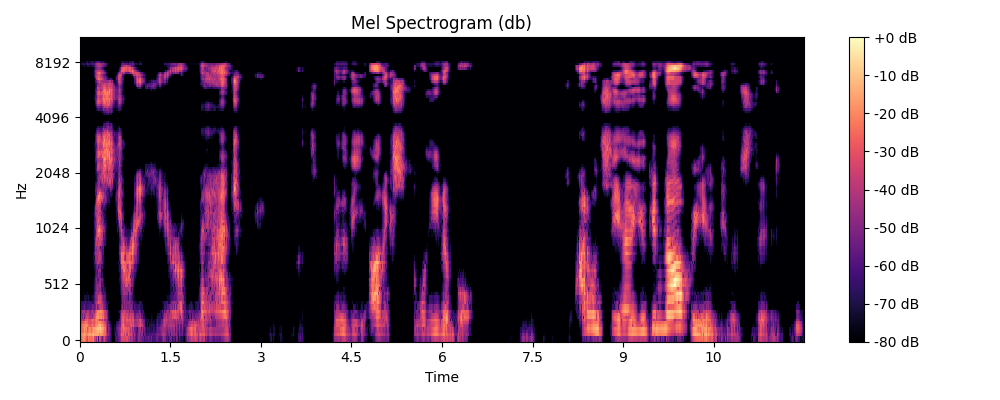 Mel Spectrogram (db)
Hz
8192
4096
2048
1024
512
0
0 1.5 3 4.5 6 7.5 9 10
Time
+0 dB
-10 dB
-20 dB
-30 dB
-40 dB
-50 dB
-60 dB
-70 dB
-80 dB